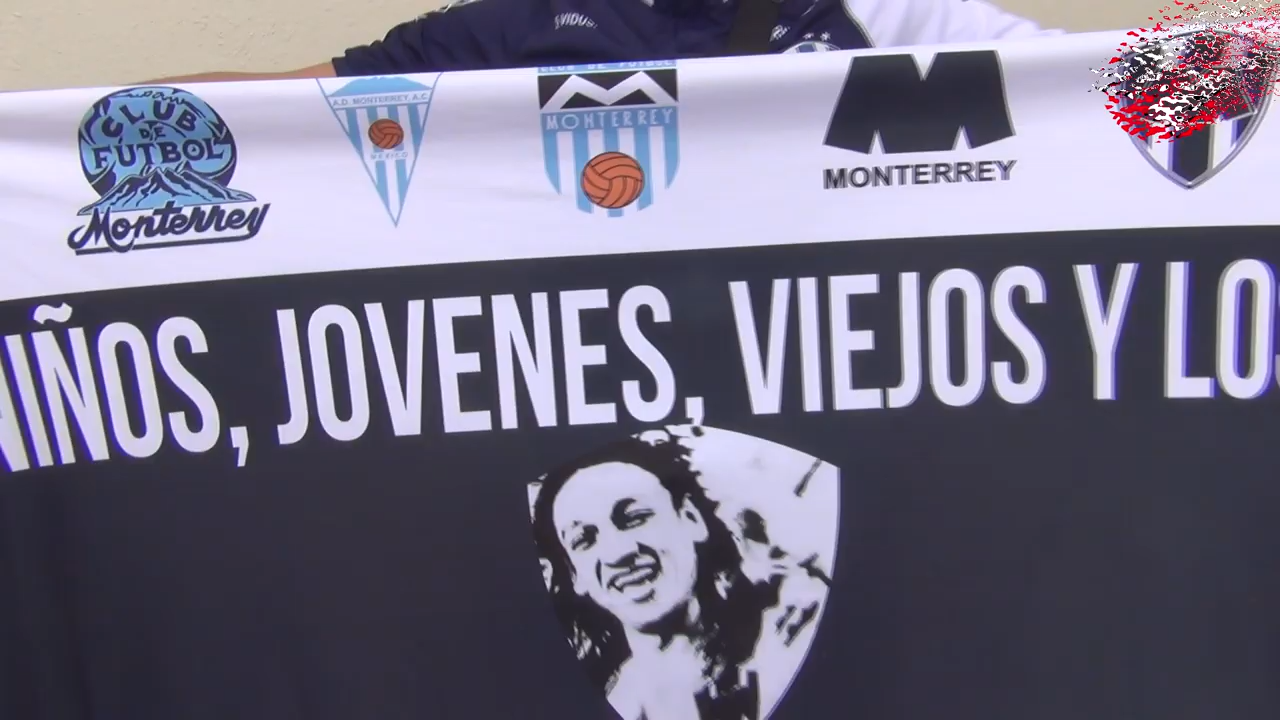 CLUB
DE
FUTBOL
Monterrey
A.D. MONTERREY, A.C.
MEXICO
CLUB DE FUTBOL
MONTERREY
MONTERREY
NIÑOS, JOVENES, VIEJOS Y LOS